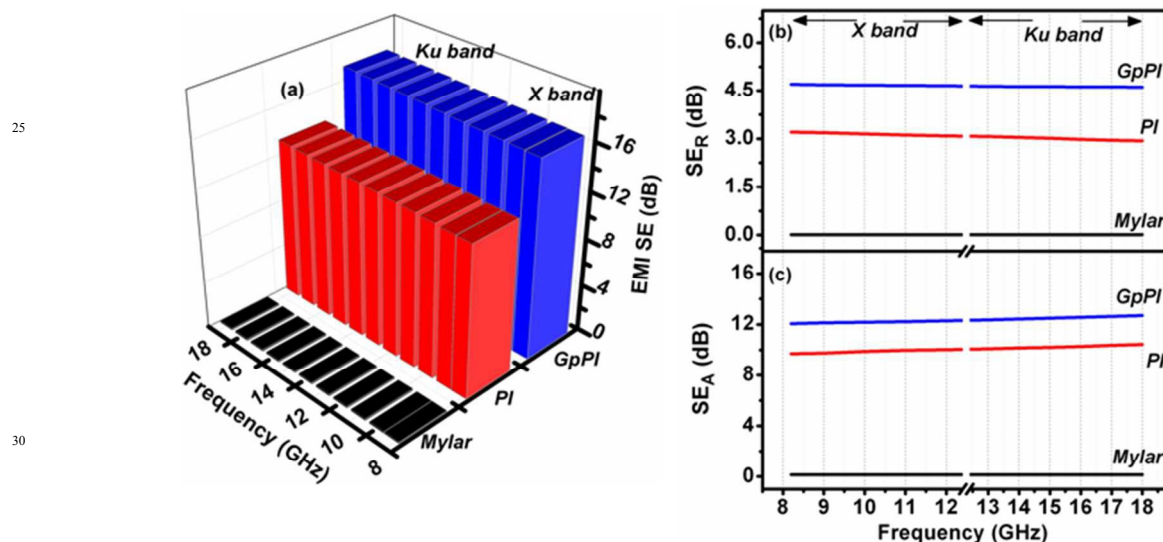 25
30
(a)
Ku band
X band
EMI SE (dB)
16
12
8
4
0
GpPI
PI
Mylar
18
16
14
12
10
8
Frequency (GHz)
(b)
X band
Ku band
SE_R (dB)
6.0
4.5
3.0
1.5
0.0
GpPI
PI
Mylar
(c)
SE_A (dB)
16
12
8
4
0
GpPI
PI
Mylar
8 9 10 11 12 13 14 15 16 17 18
Frequency (GHz)